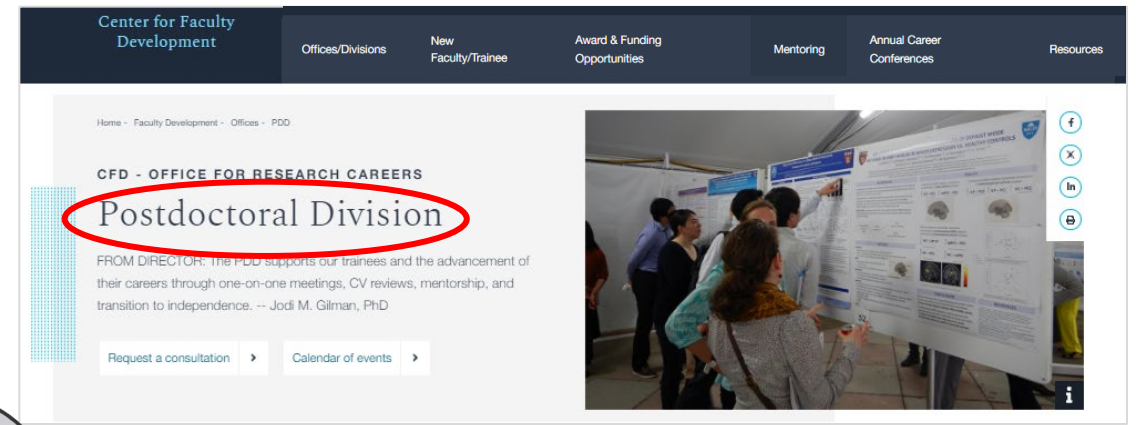 Center for Faculty
Development
Offices/Divisions
New
Faculty/Trainee
Award & Funding
Opportunities
Mentoring
Annual Career
Conferences
Resources
Home - Faculty Development - Offices - PDD
CFD - OFFICE FOR RESEARCH CAREERS
Postdoctoral Division
FROM DIRECTOR: The PDD supports our trainees and the advancement of
their careers through one-on-one meetings, CV reviews, mentorship, and
transition to independence. -- Jodi M. Gilman, PhD
Request a consultation
Calendar of events
52